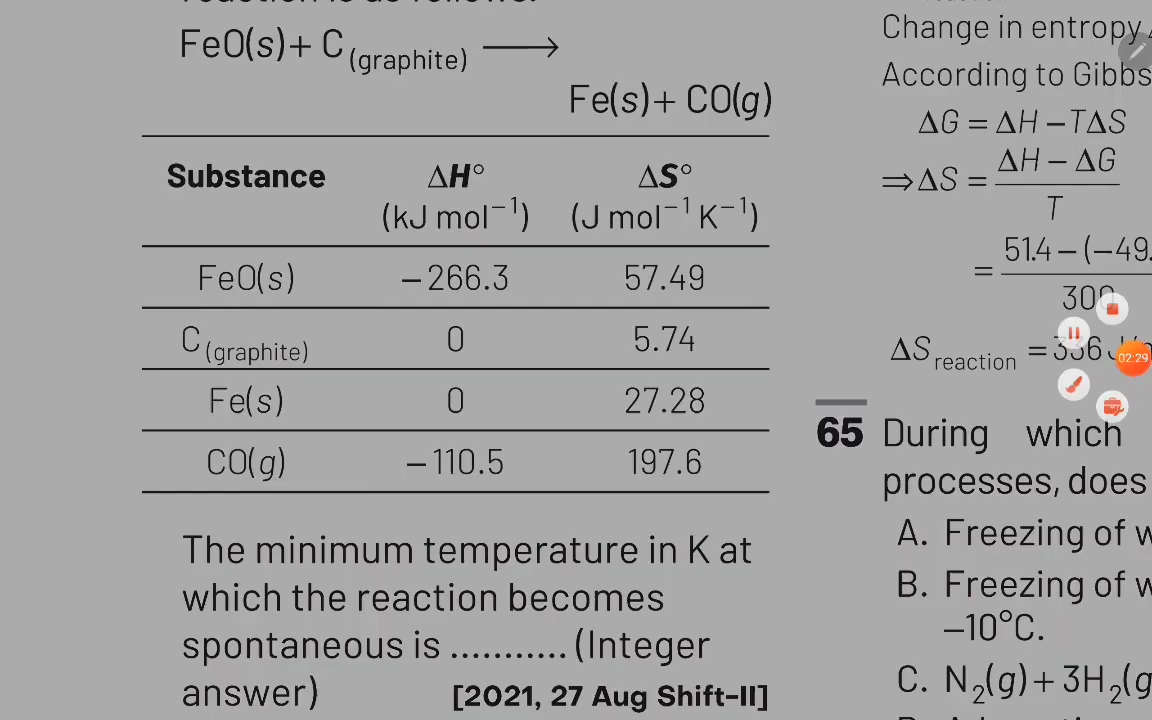 FeO(s)+ C (graphite) ⟶
Fe(s)+ CO(g)
Substance ΔH° ΔS°
(kJ mol⁻¹) (J mol⁻¹ K⁻¹)
FeO(s) −266.3 57.49
C (graphite) 0 5.74
Fe(s) 0 27.28
CO(g) −110.5 197.6
The minimum temperature in K at
which the reaction becomes
spontaneous is ........... (Integer
answer) [2021, 27 Aug Shift-II]
Change in entropy
According to Gibbs
ΔG = ΔH − TΔS
⇒ΔS = ΔH − ΔG
T
= 51.4 − (−49.
300
ΔS reaction =
02:29
65 During which
processes, does
A. Freezing of
B. Freezing of
−10°C.
C. N₂(g) + 3H₂(g